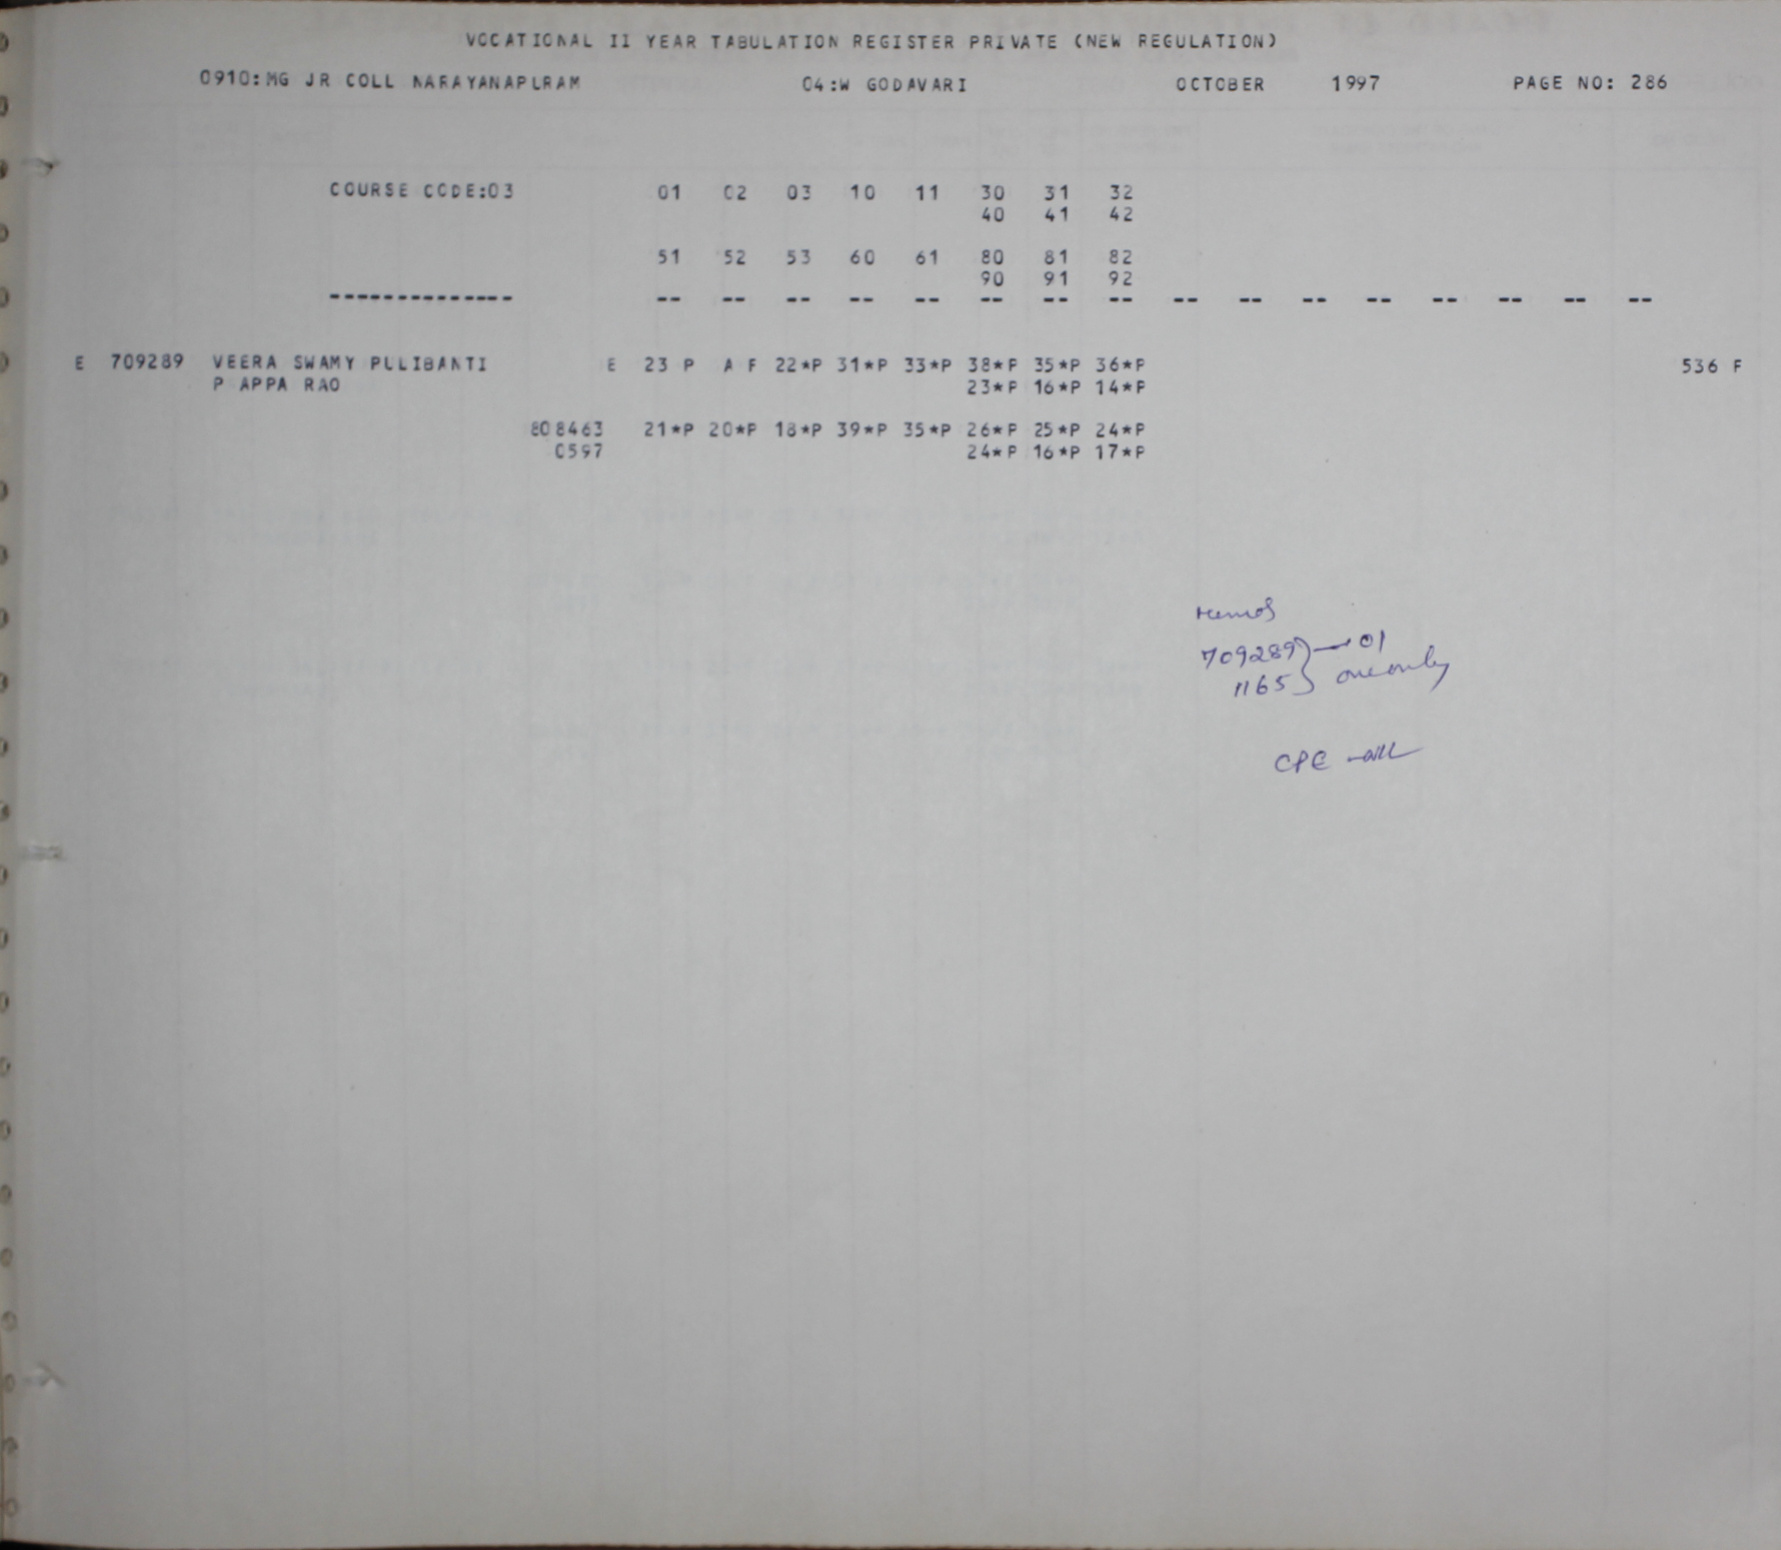 VOCATIONAL II YEAR TABULATION REGISTER PRIVATE (NEW REGULATION)
0910:MG JR COLL NARAYANAPURAM 04:W GODAVARI OCTOBER 1997 PAGE NO: 286
COURSE CODE:03 01 02 03 10 11 30 31 32
40 41 42
51 52 53 60 61 80 81 82
90 91 92
-------------- -- -- -- -- -- -- -- -- -- -- -- -- -- -- -- --
E 709289 VEERA SWAMY PULIBANTI E 23 P A F 22*P 31*P 33*P 38*P 35*P 36*P 536 F
P APPA RAO 23*P 16*P 14*P
808463 21*P 20*P 18*P 39*P 35*P 26*P 25*P 24*P
0597 24*P 16*P 17*P
709289} — 01
1165} one only
CPE